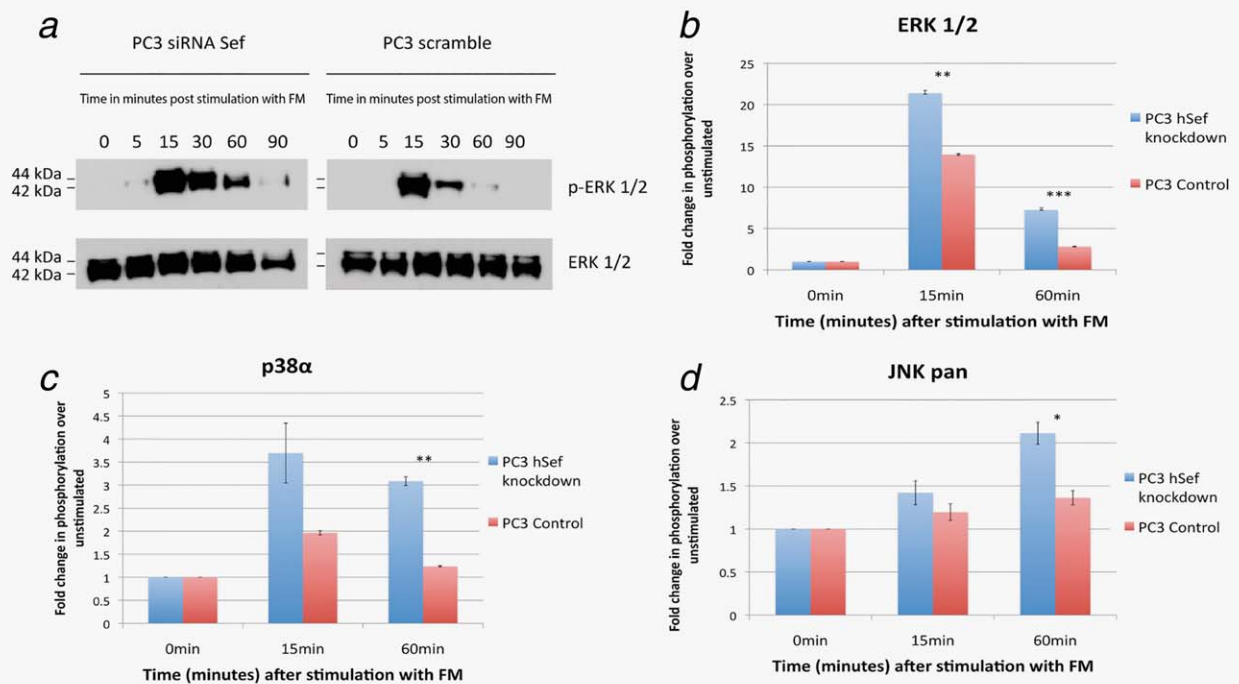 a
PC3 siRNA Sef
PC3 scramble
Time in minutes post stimulation with FM
Time in minutes post stimulation with FM
0 5 15 30 60 90
0 5 15 30 60 90
44 kDa
42 kDa
p-ERK 1/2
44 kDa
42 kDa
ERK 1/2
b
ERK 1/2
Fold change in phosphorylation over
unstimulated
25
20
15
10
5
0
**
***
0min 15min 60min
Time (minutes) after stimulation with FM
PC3 hSef
knockdown
PC3 Control
c
p38α
Fold change in phosphorylation over
unstimulated
5
4.5
4
3.5
3
2.5
2
1.5
1
0.5
0
**
0min 15min 60min
Time (minutes) after stimulation with FM
PC3 hSef
knockdown
PC3 Control
d
JNK pan
Fold change in phosphorylation over
unstimulated
2.5
2
1.5
1
0.5
0
*
0min 15min 60min
Time (minutes) after stimulation with FM
PC3 hSef
knockdown
PC3 Control